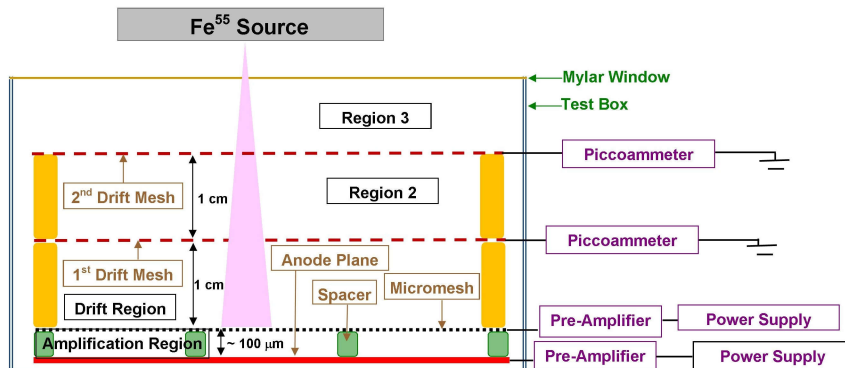 Fe55 Source
Mylar Window
Test Box
Region 3
Piccoammeter
2nd Drift Mesh
1 cm
Region 2
Piccoammeter
1st Drift Mesh
1 cm
Anode Plane
Drift Region
Spacer
Micromesh
Amplification Region
~ 100 μm
Pre-Amplifier
Power Supply
Pre-Amplifier
Power Supply